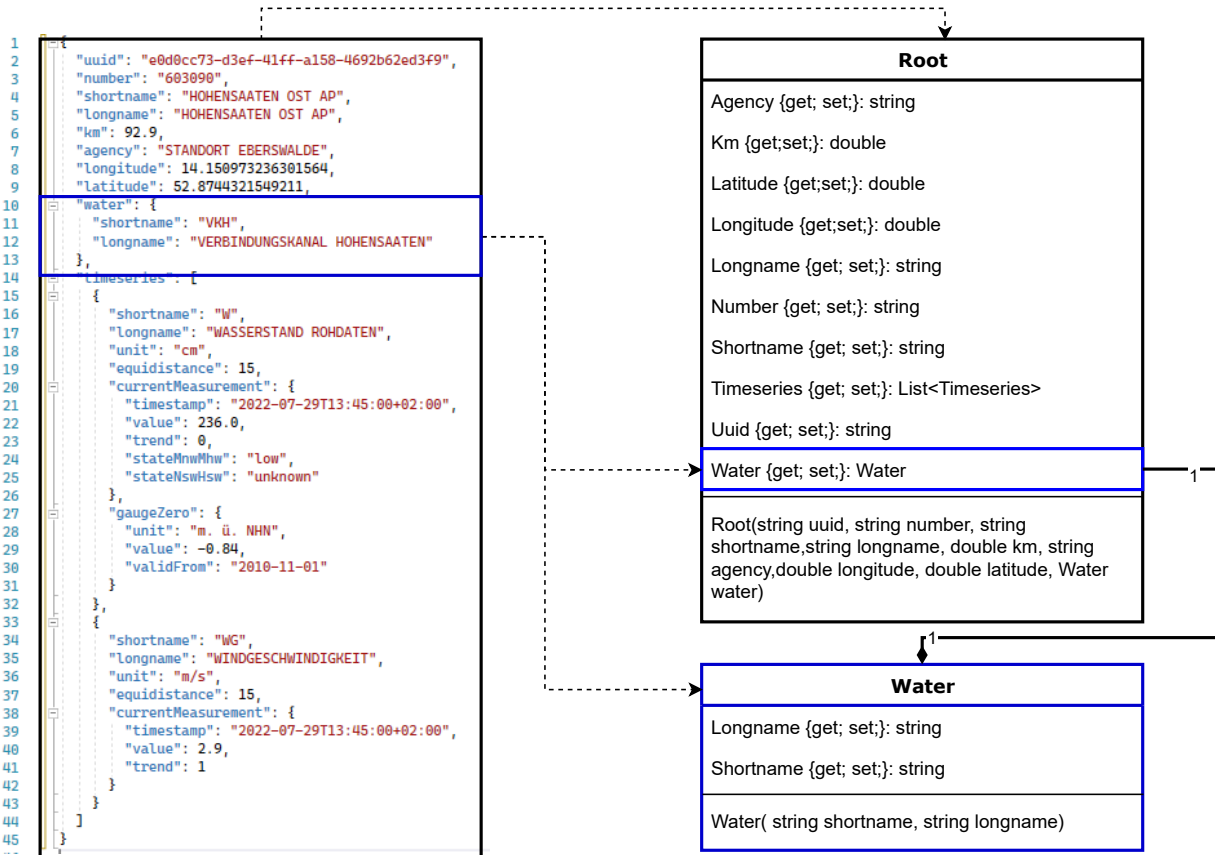 1 {
2 "uuid": "e0d0cc73-d3ef-41ff-a158-4692b62ed3f9",
3 "number": "603090",
4 "shortname": "HOHENSAATEN OST AP",
5 "longname": "HOHENSAATEN OST AP",
6 "km": 92.9,
7 "agency": "STANDORT EBERSWALDE",
8 "longitude": 14.150973236301564,
9 "latitude": 52.8744321549211,
10 "water": {
11 "shortname": "VKH",
12 "longname": "VERBINDUNGSKANAL HOHENSAATEN"
13 },
14 "timeseries": [
15 {
16 "shortname": "W",
17 "longname": "WASSERSTAND ROHDATEN",
18 "unit": "cm",
19 "equidistance": 15,
20 "currentMeasurement": {
21 "timestamp": "2022-07-29T13:45:00+02:00",
22 "value": 236.0,
23 "trend": 0,
24 "stateMnwMhw": "low",
25 "stateNswHsw": "unknown"
26 },
27 "gaugeZero": {
28 "unit": "m. ü. NHN",
29 "value": -0.84,
30 "validFrom": "2010-11-01"
31 }
32 },
33 {
34 "shortname": "WG",
35 "longname": "WINDGESCHWINDIGKEIT",
36 "unit": "m/s",
37 "equidistance": 15,
38 "currentMeasurement": {
39 "timestamp": "2022-07-29T13:45:00+02:00",
40 "value": 2.9,
41 "trend": 1
42 }
43 }
44 ]
45 }
Root
Agency {get; set;}: string
Km {get;set;}: double
Latitude {get;set;}: double
Longitude {get;set;}: double
Longname {get; set;}: string
Number {get; set;}: string
Shortname {get; set;}: string
Timeseries {get; set;}: List<Timeseries>
Uuid {get; set;}: string
Water {get; set;}: Water
1
Root(string uuid, string number, string
shortname,string longname, double km, string
agency,double longitude, double latitude, Water
water)
1
Water
Longname {get; set;}: string
Shortname {get; set;}: string
Water( string shortname, string longname)